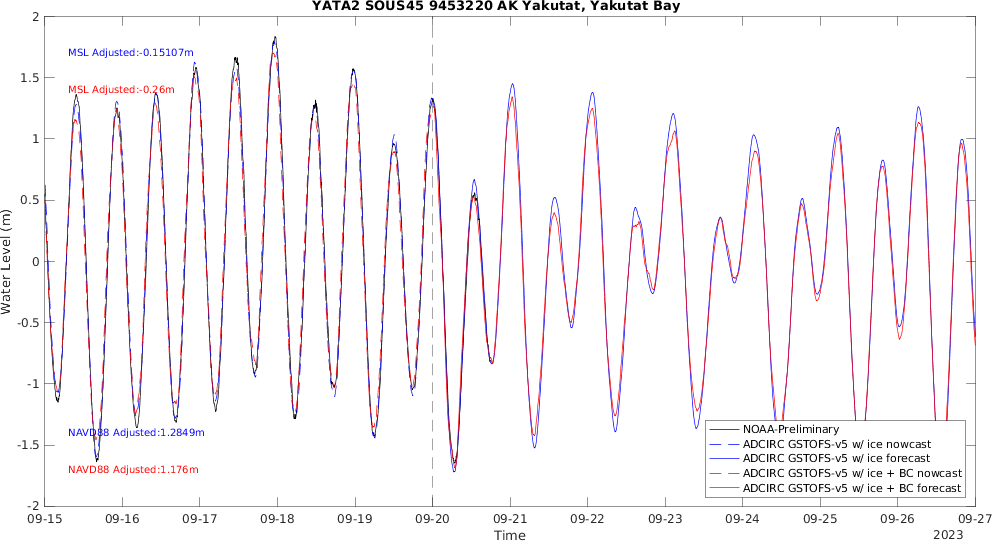 YATA2 SOUS45 9453220 AK Yakutat, Yakutat Bay
2
1.5
1
0.5
0
-0.5
-1
-1.5
-2
Water Level (m)
MSL Adjusted:-0.15107m
MSL Adjusted:-0.26m
NAVD88 Adjusted:1.2849m
NAVD88 Adjusted:1.176m
NOAA-Preliminary
ADCIRC GSTOFS-v5 w/ ice nowcast
ADCIRC GSTOFS-v5 w/ ice forecast
ADCIRC GSTOFS-v5 w/ ice + BC nowcast
ADCIRC GSTOFS-v5 w/ ice + BC forecast
09-15 09-16 09-17 09-18 09-19 09-20 09-21 09-22 09-23 09-24 09-25 09-26 09-27
Time
2023